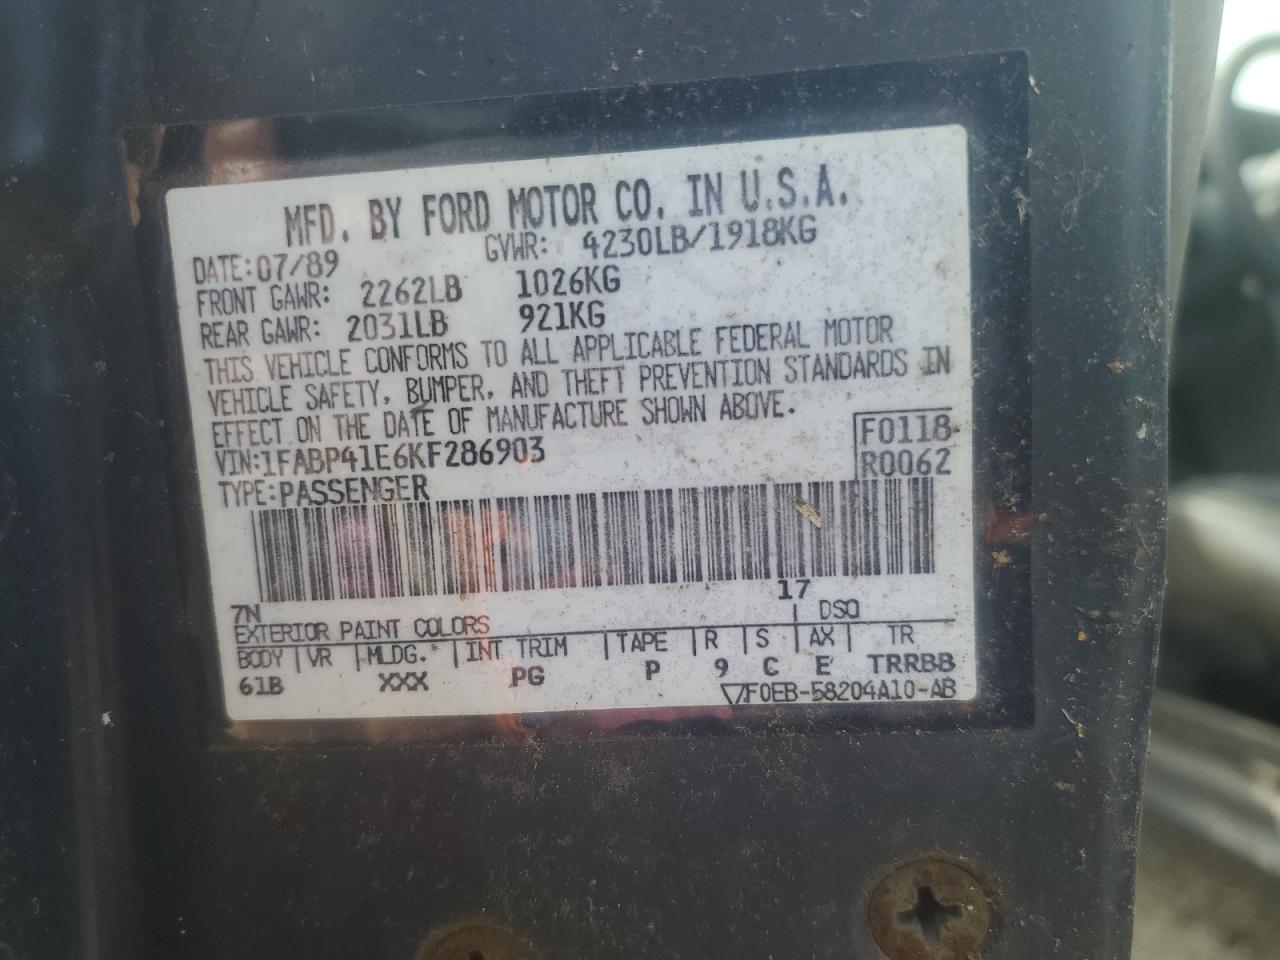 MFD. BY FORD MOTOR CO. IN U.S.A.
DATE:07/89 GVWR: 4230LB/1918KG
FRONT GAWR: 2262LB 1026KG
REAR GAWR: 2031LB 921KG
THIS VEHICLE CONFORMS TO ALL APPLICABLE FEDERAL MOTOR
VEHICLE SAFETY, BUMPER, AND THEFT PREVENTION STANDARDS IN
EFFECT ON THE DATE OF MANUFACTURE SHOWN ABOVE.
VIN:1FABP41E6KF286903 F0118
TYPE:PASSENGER R0062
7N 17
EXTERIOR PAINT COLORS DSO
BODY VR MLDG. INT TRIM TAPE R S AX TR
61B XXX PG P 9 C E TRRBB
F0EB-58204A10-AB